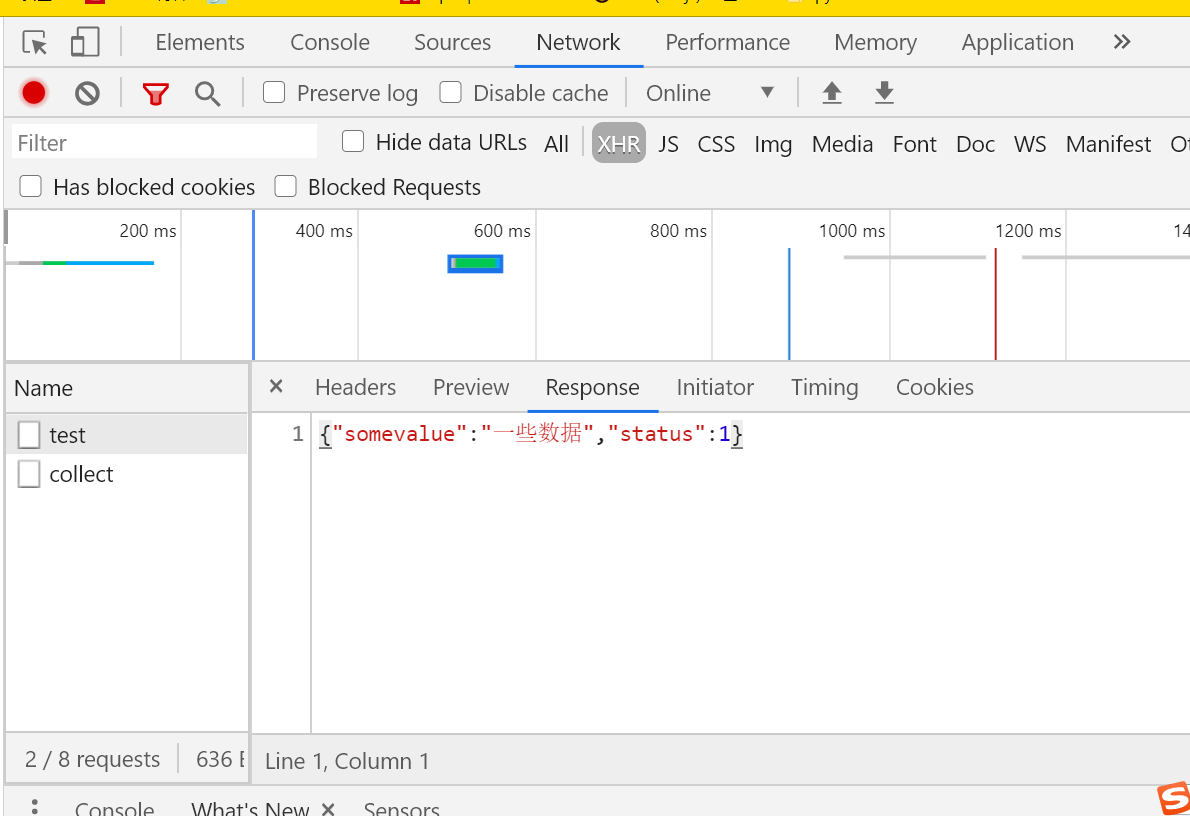 Elements Console Sources Network Performance Memory Application
Preserve log Disable cache Online
Filter Hide data URLs All XHR JS CSS Img Media Font Doc WS Manifest
Has blocked cookies Blocked Requests
200 ms 400 ms 600 ms 800 ms 1000 ms 1200 ms
Name × Headers Preview Response Initiator Timing Cookies
test 1 {"somevalue":"一些数据","status":1}
collect
2 / 8 requests 636 Line 1, Column 1
Console What's New × Sensors